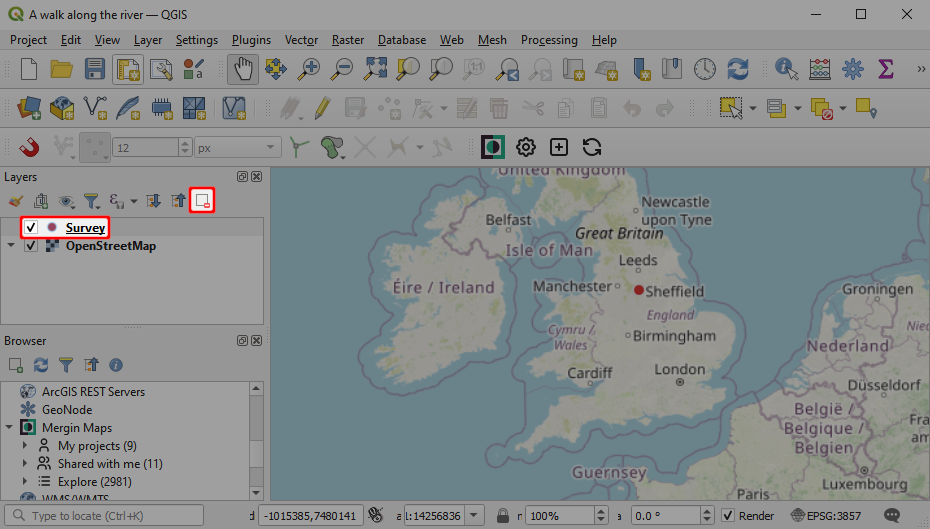 A walk along the river — QGIS
Project Edit View Layer Settings Plugins Vector Raster Database Web Mesh Processing Help
1:1
»
12 px
Layers
Survey
OpenStreetMap
Browser
ArcGIS REST Servers
GeoNode
Mergin Maps
My projects (9)
Shared with me (11)
Explore (2981)
WMS/WMTS
United Kingdom
Newcastle
upon Tyne
Belfast
Great Britain
Isle of Man
Leeds
Manchester
Éire / Ireland
Sheffield
Groningen
England
Cymru /
Wales
Birmingham
Nederland
Cardiff
London
Düsseldorf
België /
Belgique /
Belgien
Guernsey
Luxembourg
Paris
Type to locate (Ctrl+K) -1015385,7480141 1:14256836 100% 0.0 ° Render EPSG:3857